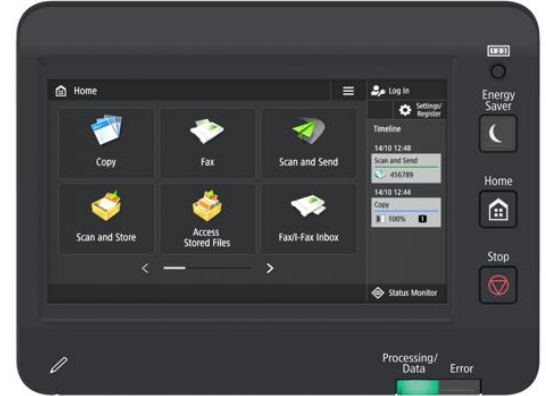 Home
Log In
Settings/
Register
Timeline
14/10 12:48
Scan and Send
456789
14/10 12:44
Copy
100% 1
Status Monitor
Copy
Fax
Scan and Send
Scan and Store
Access
Stored Files
Fax/I-Fax Inbox
Energy
Saver
Home
Stop
Processing/
Data
Error